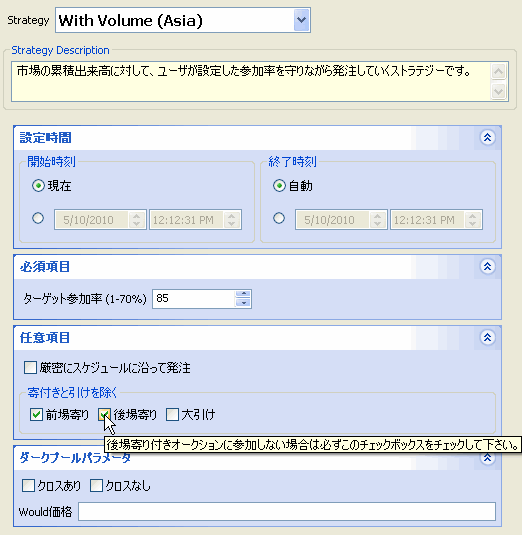 Strategy With Volume (Asia)
Strategy Description
市場の累積出来高に対して、ユーザが設定した参加率を守りながら発注していくストラテジーです。
設定時間
開始時刻 終了時刻
現在 自動
5/10/2010 12:12:31 PM 5/10/2010 12:12:31 PM
必須項目
ターゲット参加率 (1-70%) 85
任意項目
厳密にスケジュールに沿って発注
寄付きと引けを除く
前場寄り 後場寄り 大引け
後場寄り付きオークションに参加しない場合は必ずこのチェックボックスをチェックして下さい。
ダークプールパラメータ
クロスあり クロスなし
Would価格